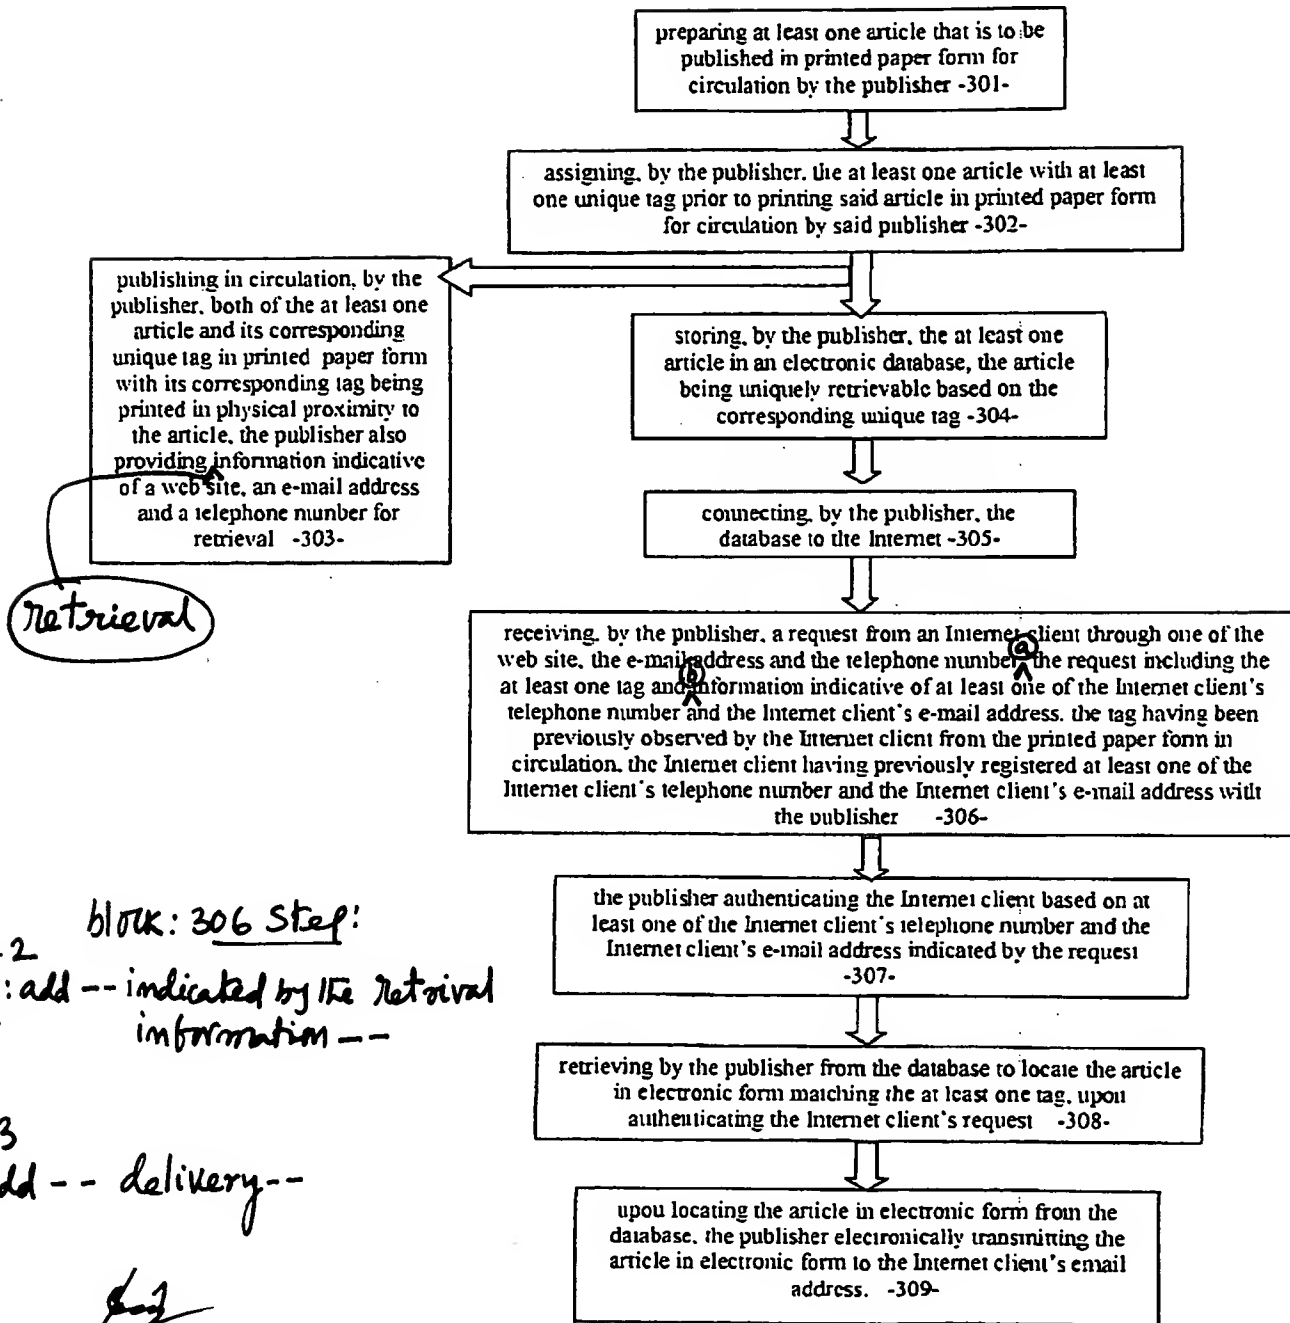 preparing at least one article that is to be
published in printed paper form for
circulation by the publisher -301-
assigning, by the publisher, the at least one article with at least
one unique tag prior to printing said article in printed paper form
for circulation by said publisher -302-
publishing in circulation, by the
publisher, both of the at least one
article and its corresponding
unique tag in printed paper form
with its corresponding tag being
printed in physical proximity to
the article, the publisher also
providing information indicative
of a web site, an e-mail address
and a telephone number for
retrieval -303-
retrieval
storing, by the publisher, the at least one
article in an electronic database, the article
being uniquely retrievable based on the
corresponding unique tag -304-
connecting, by the publisher, the
database to the Internet -305-
receiving, by the publisher, a request from an Internet client through one of the
web site, the e-mail address and the telephone number, the request including the
at least one tag and information indicative of at least one of the Internet client's
telephone number and the Internet client's e-mail address, the tag having been
previously observed by the Internet client from the printed paper form in
circulation, the Internet client having previously registered at least one of the
Internet client's telephone number and the Internet client's e-mail address with
the publisher -306-
a
b
block: 306 Step:
2
: add -- indicated by the retrival
information --
3
dd -- delivery --
the publisher authenticating the Internet client based on at
least one of the Internet client's telephone number and the
Internet client's e-mail address indicated by the request
-307-
retrieving by the publisher from the database to locate the article
in electronic form matching the at least one tag, upon
authenticating the Internet client's request -308-
upon locating the article in electronic form from the
database, the publisher electronically transmitting the
article in electronic form to the Internet client's email
address. -309-